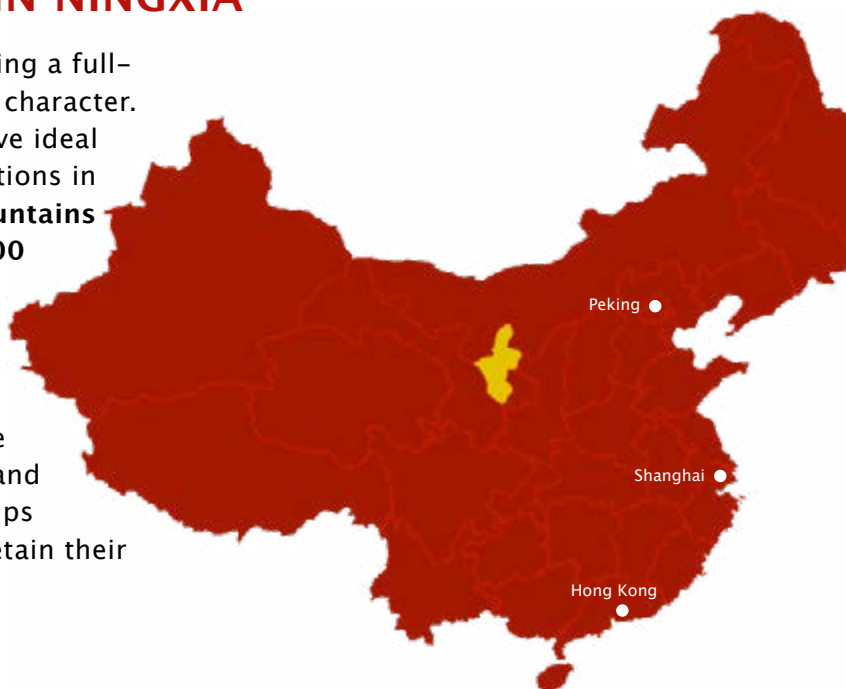 IN NINGXIA
ing a full-
character.
ve ideal
tions in
untains
00
e
and
ps
etain their
Peking
Shanghai
Hong Kong